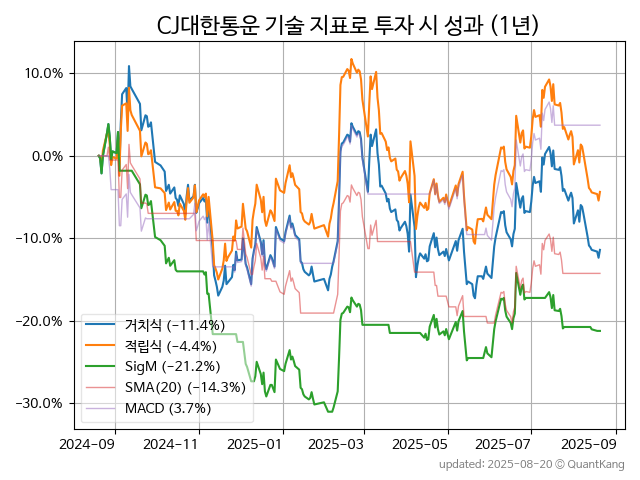 CJ대한통운 기술 지표로 투자 시 성과 (1년)
10.0%
0.0%
−10.0%
−20.0%
−30.0%
거치식 (−11.4%)
적립식 (−4.4%)
SigM (−21.2%)
SMA(20) (−14.3%)
MACD (3.7%)
2024-09 2024-11 2025-01 2025-03 2025-05 2025-07 2025-09
updated: 2025-08-20 © QuantKang